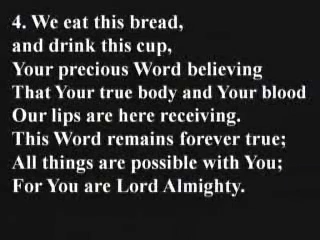 4. We eat this bread,
and drink this cup,
Your precious Word believing
That Your true body and Your blood
Our lips are here receiving.
This Word remains forever true;
All things are possible with You;
For You are Lord Almighty.